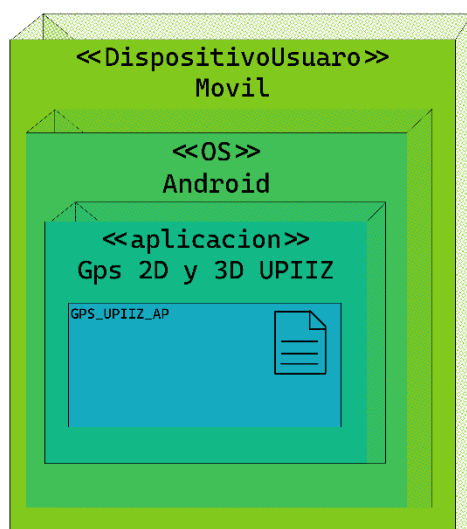 <<DispositivoUsuaro>>
Movil
<<OS>>
Android
<<aplicacion>>
Gps 2D y 3D UPIIZ
GPS_UPIIZ_AP